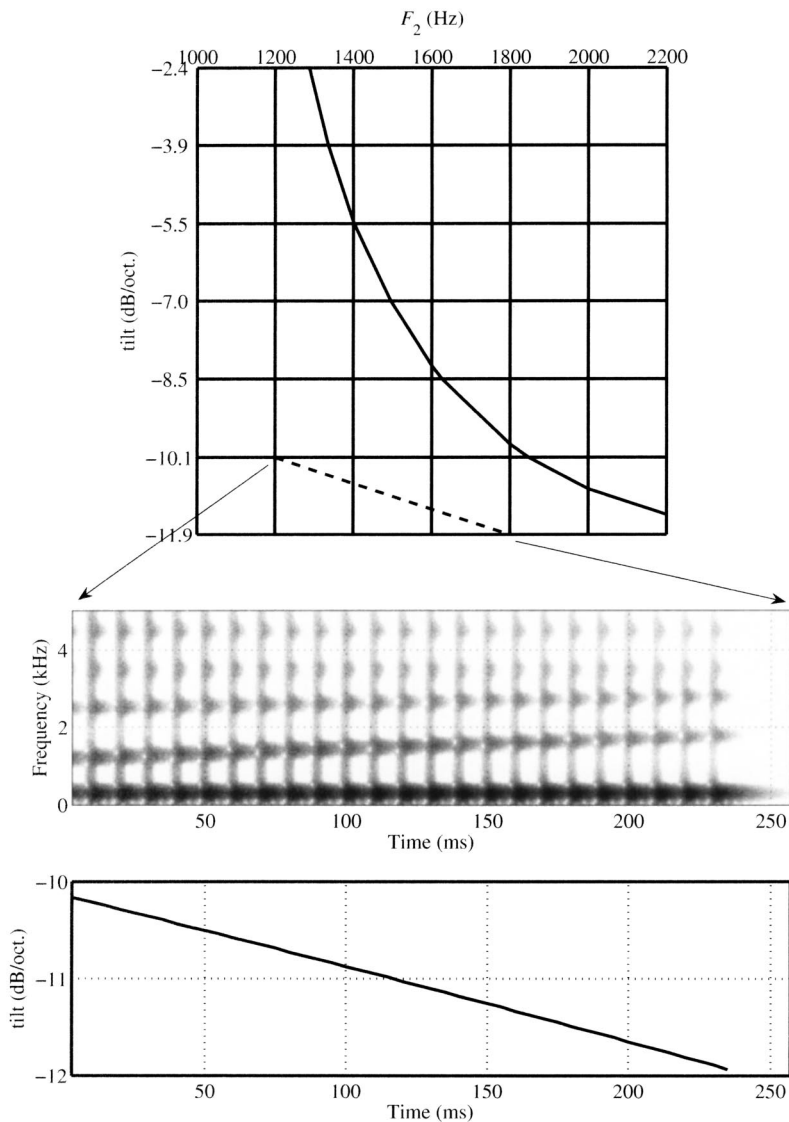 F2 (Hz)
1000 1200 1400 1600 1800 2000 2200
−2.4
−3.9
−5.5
−7.0
−8.5
−10.1
−11.9
tilt (dB/oct.)
4
2
0
Frequency (kHz)
50 100 150 200 250
Time (ms)
−10
−11
−12
tilt (dB/oct.)
50 100 150 200 250
Time (ms)